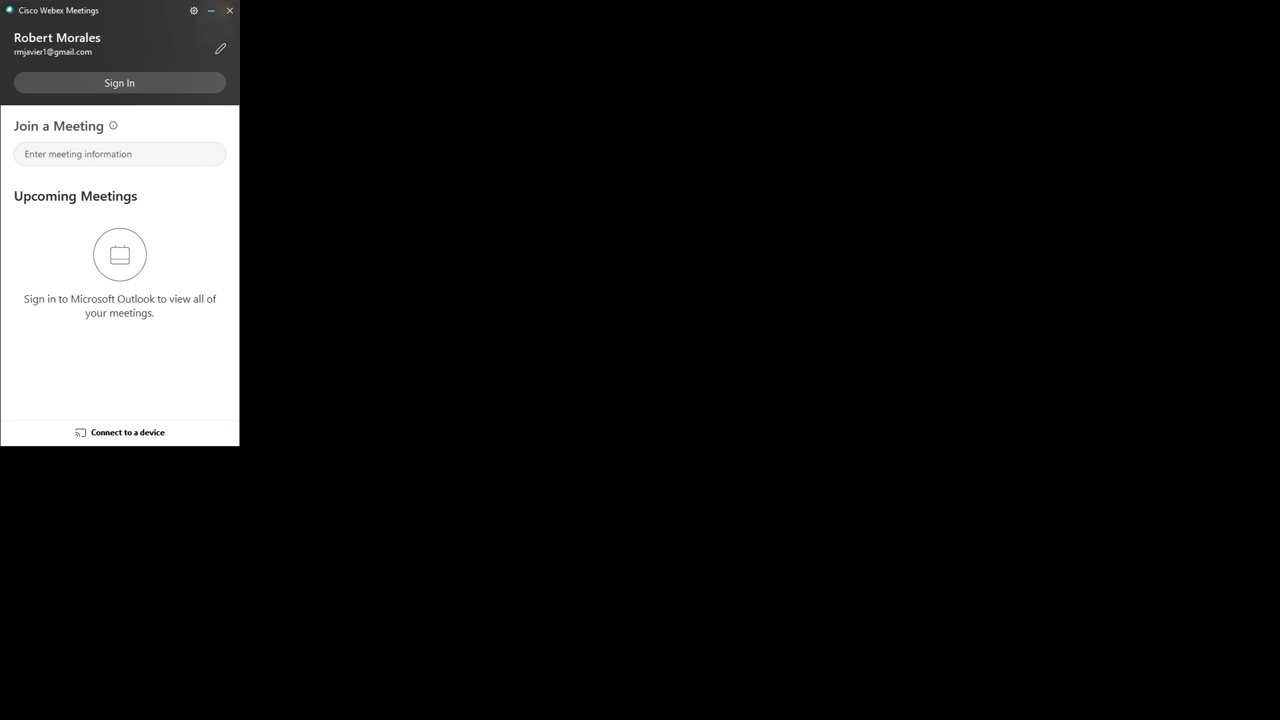 Cisco Webex Meetings
Robert Morales
rmjavier1@gmail.com
Sign In
Join a Meeting
Enter meeting information
Upcoming Meetings
Sign in to Microsoft Outlook to view all of
your meetings.
Connect to a device